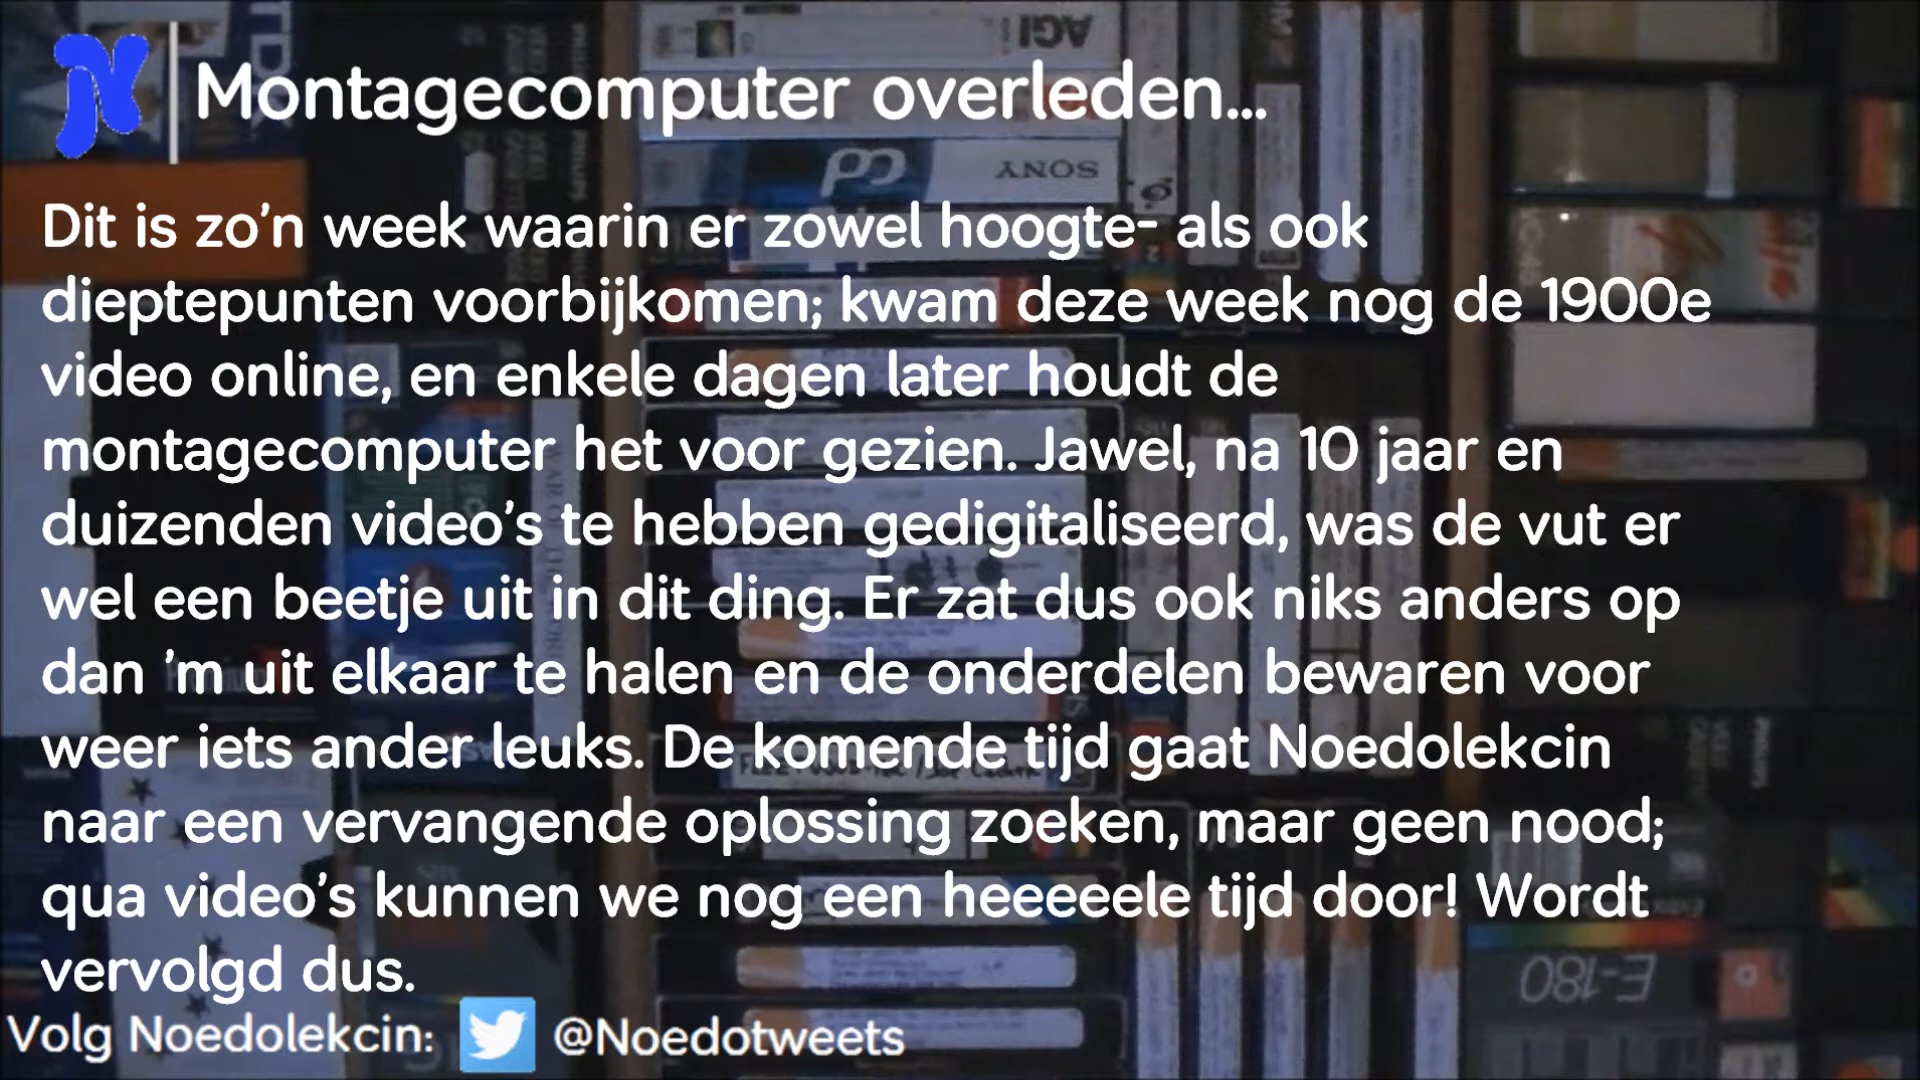 Montagecomputer overleden...
Dit is zo'n week waarin er zowel hoogte- als ook
dieptepunten voorbijkomen; kwam deze week nog de 1900e
video online, en enkele dagen later houdt de
montagecomputer het voor gezien. Jawel, na 10 jaar en
duizenden video's te hebben gedigitaliseerd, was de vut er
wel een beetje uit in dit ding. Er zat dus ook niks anders op
dan 'm uit elkaar te halen en de onderdelen bewaren voor
weer iets ander leuks. De komende tijd gaat Noedolekcin
naar een vervangende oplossing zoeken, maar geen nood;
qua video's kunnen we nog een heeeeele tijd door! Wordt
vervolgd dus.
Volg Noedolekcin: @Noedotweets
SONY
E-180